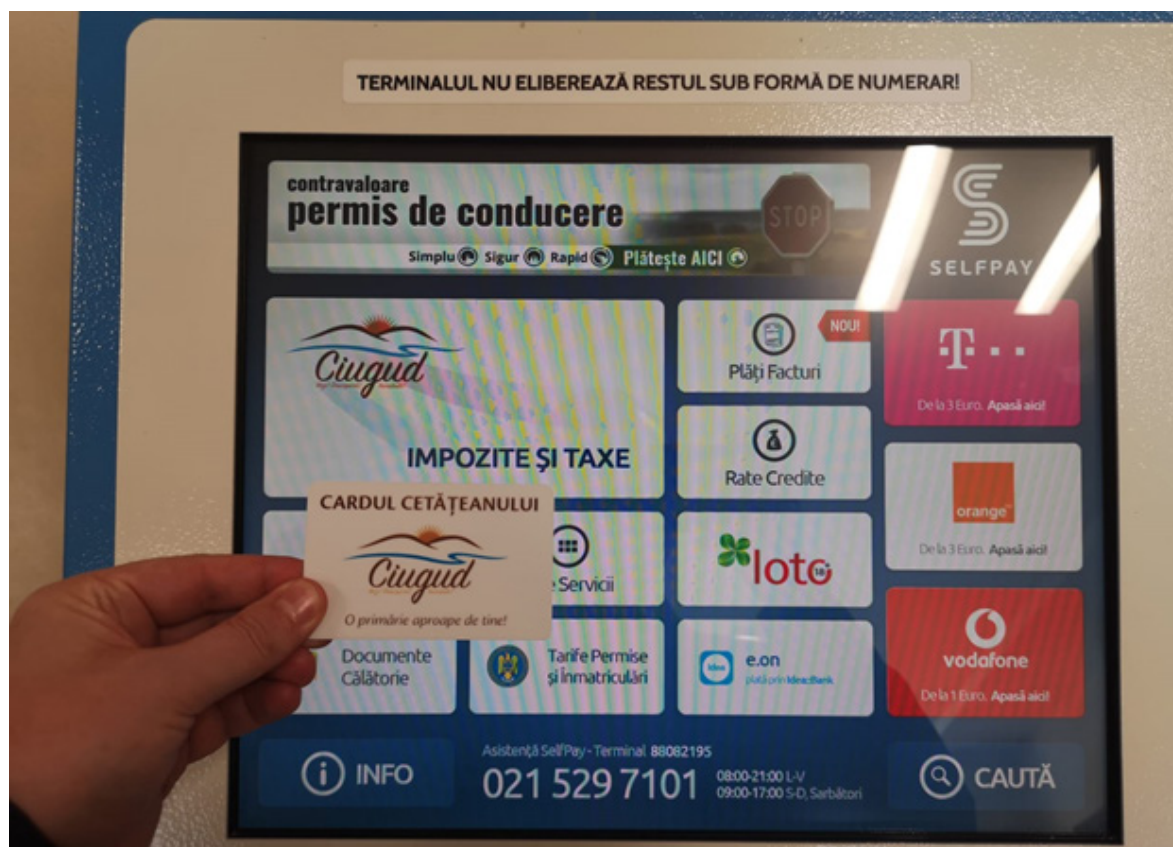 TERMINALUL NU ELIBEREAZĂ RESTUL SUB FORMĂ DE NUMERAR!
contravaloare
permis de conducere
STOP
Simplu Sigur Rapid Plătește AICI
SELFPAY
Ciugud
IMPOZITE ȘI TAXE
NOU!
Plăți Facturi
T
De la 3 Euro. Apasă aici!
Rate Credite
orange
De la 3 Euro. Apasă aici!
CARDUL CETĂȚEANULUI
Ciugud
O primărie aproape de tine!
Servicii
loto
18+
Documente
Călătorie
Tarife Permise
și Înmatriculări
Idea
e.on
plată prin Idea::Bank
vodafone
De la 1 Euro. Apasă aici!
INFO
Asistență SelfPay - Terminal 88082195
021 529 7101
08:00-21:00 L-V
09:00-17:00 S-D, Sarbători
CAUTĂ